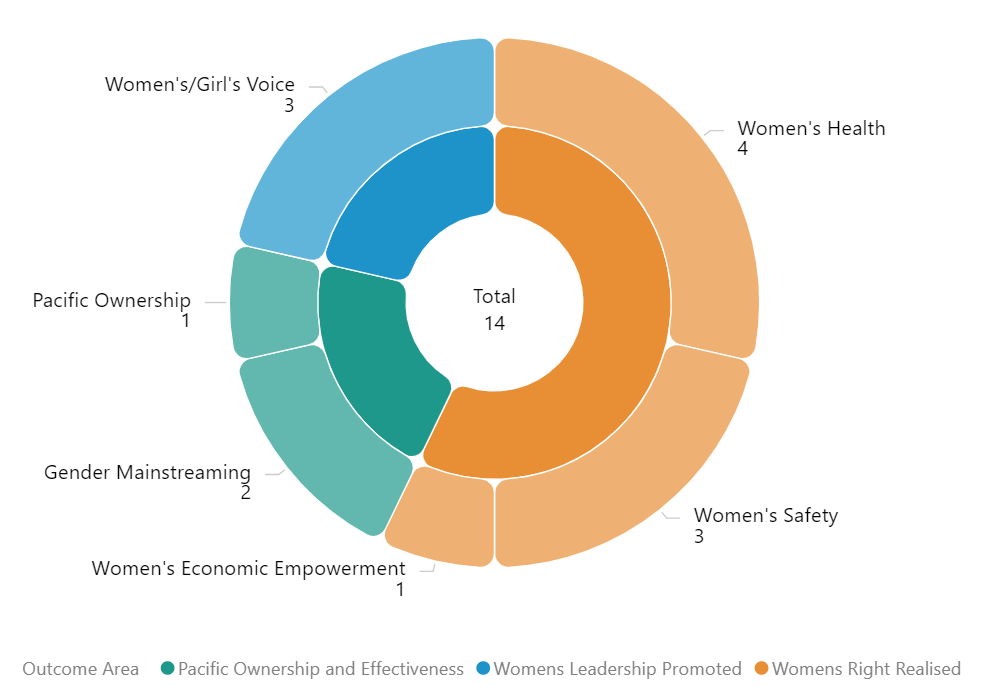 Women's/Girl's Voice
3
Women's Health
4
Pacific Ownership
1
Total
14
Gender Mainstreaming
2
Women's Safety
3
Women's Economic Empowerment
1
Outcome Area Pacific Ownership and Effectiveness Womens Leadership Promoted Womens Right Realised